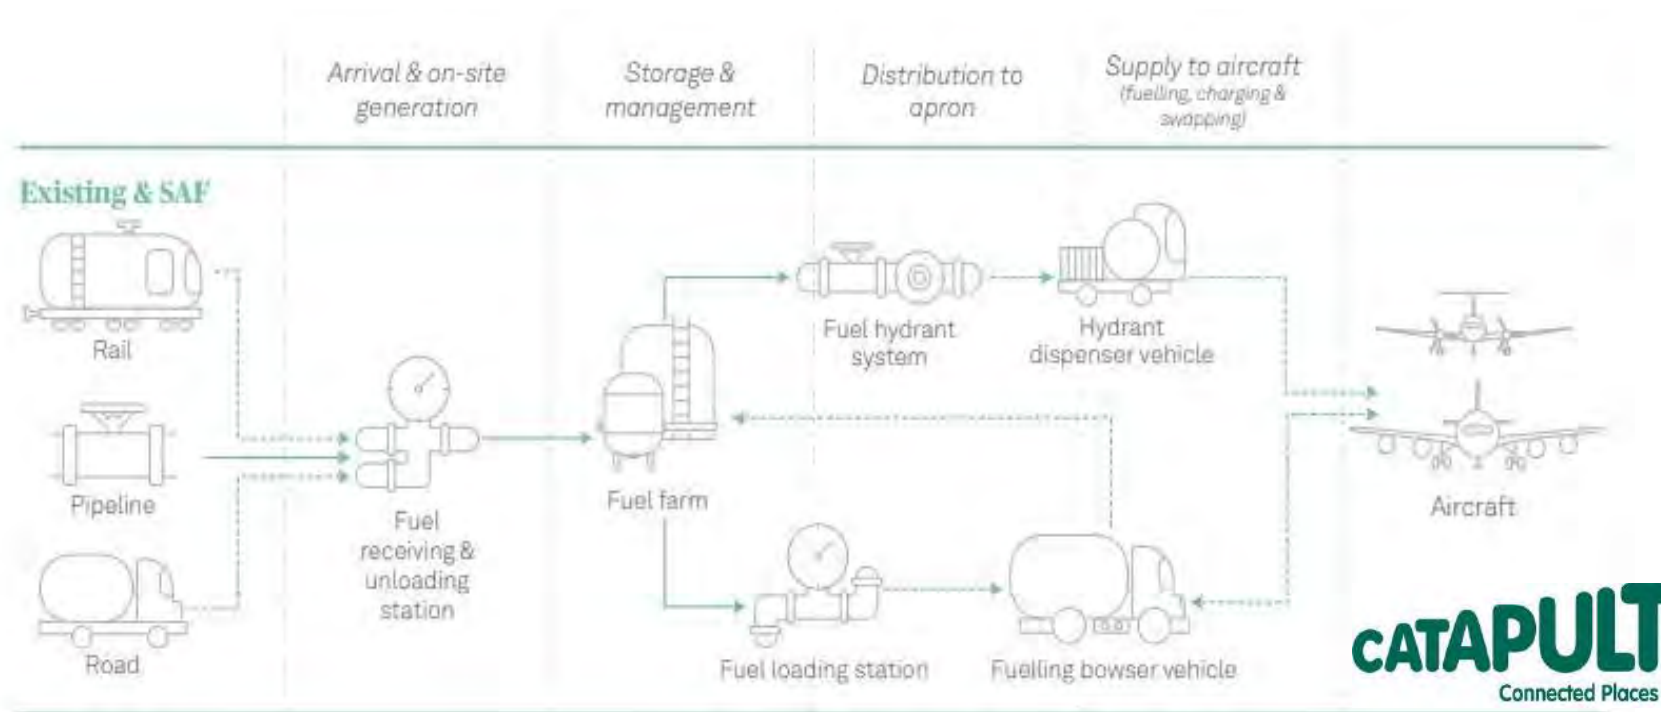 Arrival & on-site
generation
Storage &
management
Distribution to
apron
Supply to aircraft
(fuelling, charging &
swapping)
Existing & SAF
Rail
Pipeline
Road
Fuel
receiving &
unloading
station
Fuel farm
Fuel hydrant
system
Hydrant
dispenser vehicle
Fuel loading station
Fuelling bowser vehicle
Aircraft
CATAPULT
Connected Places